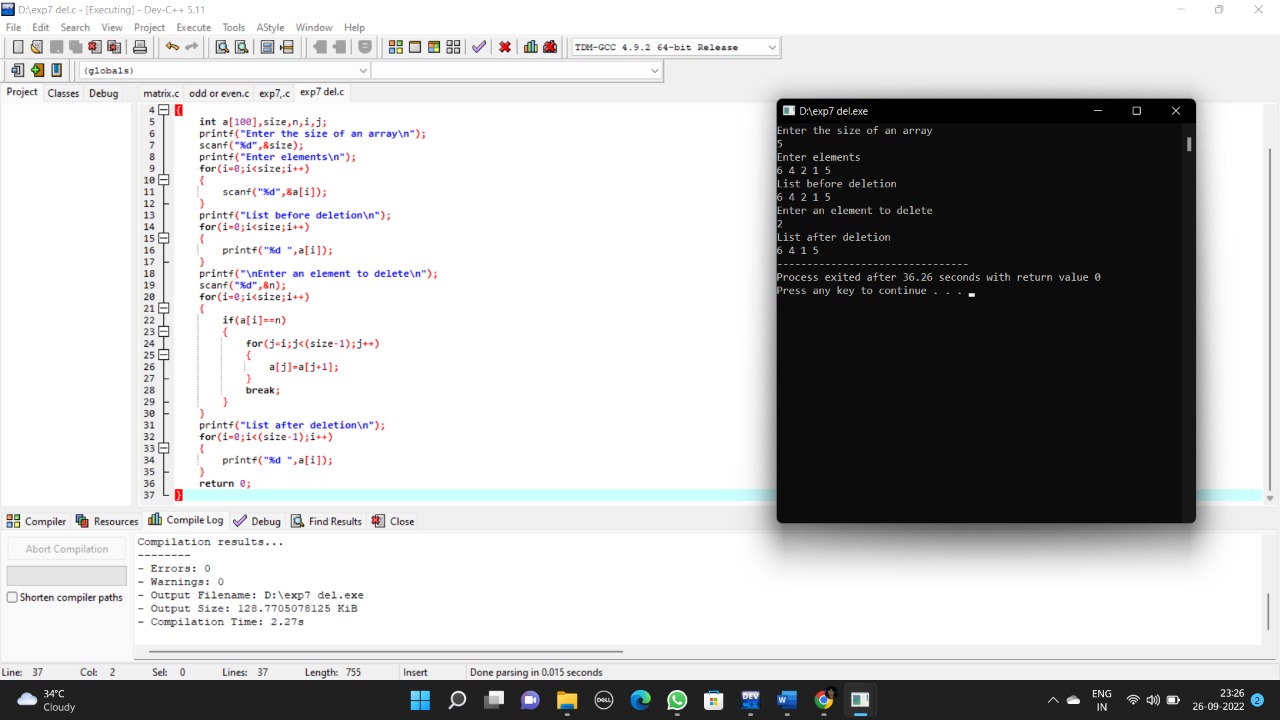 D:\exp7 del.c - [Executing] - Dev-C++ 5.11
File Edit Search View Project Execute Tools AStyle Window Help
TDM-GCC 4.9.2 64-bit Release
(globals)
Project Classes Debug
matrix.c odd or even.c exp7,.c exp7 del.c
4 {
5 int a[100],size,n,i,j;
6 printf("Enter the size of an array\n");
7 scanf("%d",&size);
8 printf("Enter elements\n");
9 for(i=0;i<size;i++)
10 {
11 scanf("%d",&a[i]);
12 }
13 printf("List before deletion\n");
14 for(i=0;i<size;i++)
15 {
16 printf("%d ",a[i]);
17 }
18 printf("\nEnter an element to delete\n");
19 scanf("%d",&n);
20 for(i=0;i<size;i++)
21 {
22 if(a[i]==n)
23 {
24 for(j=i;j<(size-1);j++)
25 {
26 a[j]=a[j+1];
27 }
28 break;
29 }
30 }
31 printf("List after deletion\n");
32 for(i=0;i<(size-1);i++)
33 {
34 printf("%d ",a[i]);
35 }
36 return 0;
37 }
D:\exp7 del.exe
Enter the size of an array
5
Enter elements
6 4 2 1 5
List before deletion
6 4 2 1 5
Enter an element to delete
2
List after deletion
6 4 1 5
--------------------------------
Process exited after 36.26 seconds with return value 0
Press any key to continue . . .
Compiler Resources Compile Log Debug Find Results Close
Abort Compilation
Shorten compiler paths
Compilation results...
--------
- Errors: 0
- Warnings: 0
- Output Filename: D:\exp7 del.exe
- Output Size: 128.7705078125 KiB
- Compilation Time: 2.27s
Line: 37 Col: 2 Sel: 0 Lines: 37 Length: 755 Insert Done parsing in 0.015 seconds
34°C
Cloudy
DELL
DEV
W
ENG
IN
23:26
26-09-2022
2